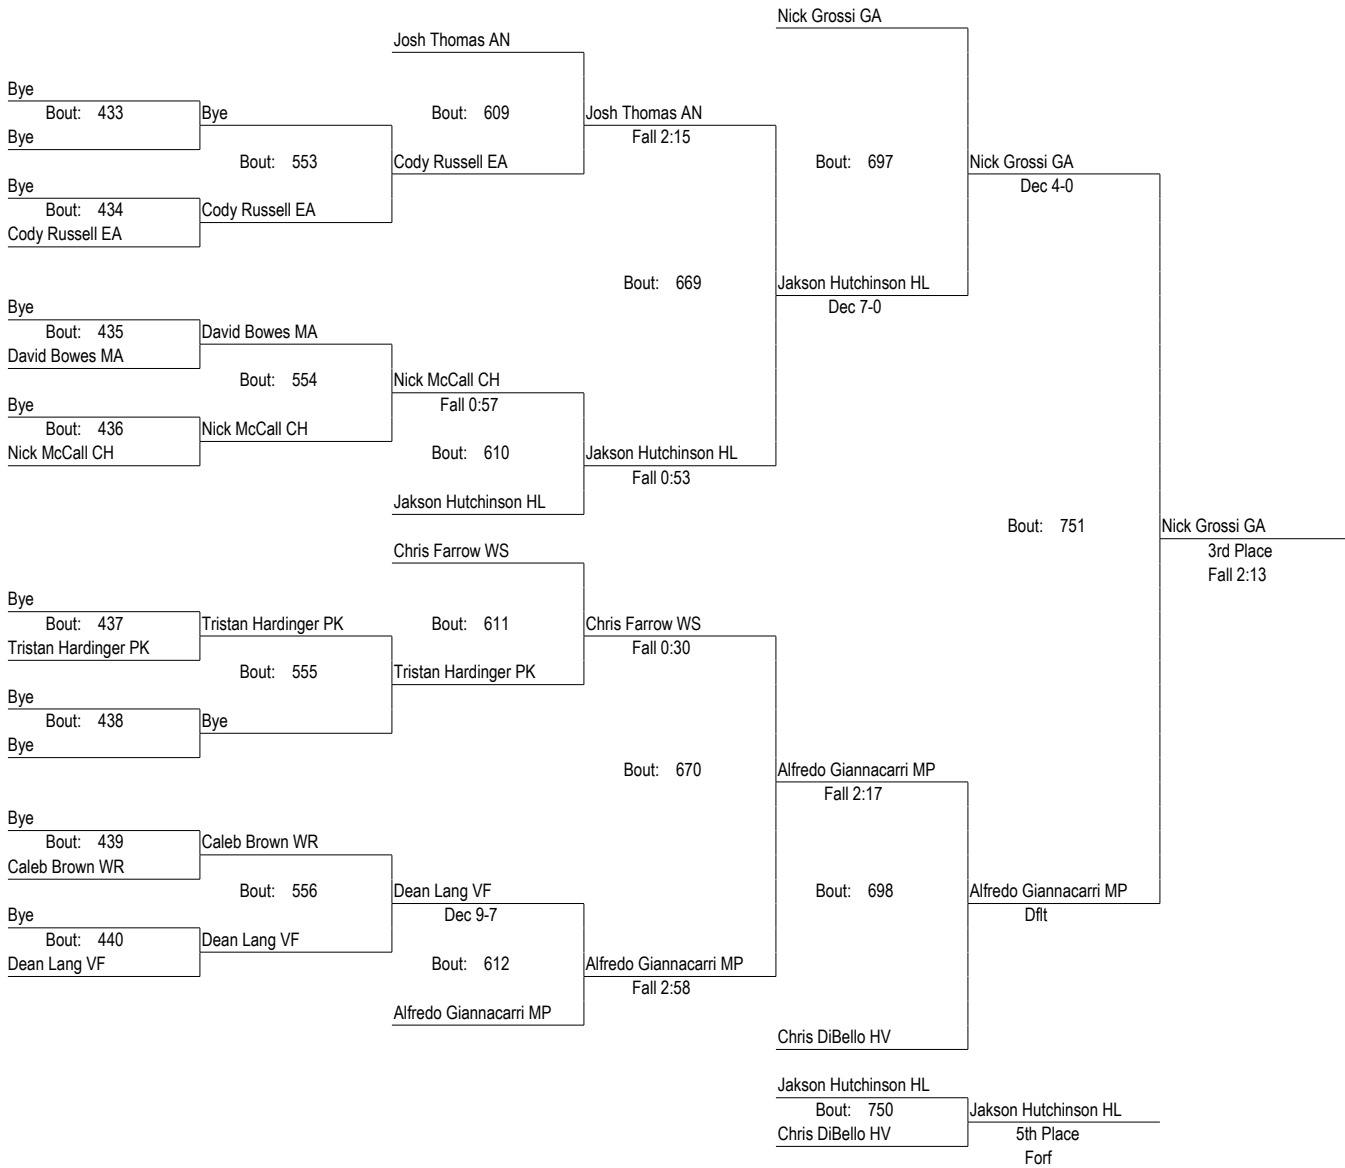 Nick Grossi GA
Josh Thomas AN
Bye
Bout: 433
Bye
Bout: 609
Josh Thomas AN
Bye
Fall 2:15
Bout: 553
Cody Russell EA
Bout: 697
Nick Grossi GA
Bye
Dec 4-0
Bout: 434
Cody Russell EA
Cody Russell EA
Bout: 669
Jakson Hutchinson HL
Bye
Dec 7-0
Bout: 435
David Bowes MA
David Bowes MA
Bout: 554
Nick McCall CH
Bye
Fall 0:57
Bout: 436
Nick McCall CH
Nick McCall CH
Bout: 610
Jakson Hutchinson HL
Fall 0:53
Jakson Hutchinson HL
Bout: 751
Nick Grossi GA
Chris Farrow WS
3rd Place
Fall 2:13
Bye
Bout: 437
Tristan Hardinger PK
Bout: 611
Chris Farrow WS
Tristan Hardinger PK
Fall 0:30
Bout: 555
Tristan Hardinger PK
Bye
Bout: 438
Bye
Bye
Bout: 670
Alfredo Giannacarri MP
Fall 2:17
Bye
Bout: 439
Caleb Brown WR
Caleb Brown WR
Bout: 556
Dean Lang VF
Bout: 698
Alfredo Giannacarri MP
Bye
Dec 9-7
Dflt
Bout: 440
Dean Lang VF
Dean Lang VF
Bout: 612
Alfredo Giannacarri MP
Fall 2:58
Alfredo Giannacarri MP
Chris DiBello HV
Jakson Hutchinson HL
Bout: 750
Jakson Hutchinson HL
Chris DiBello HV
5th Place
Forf